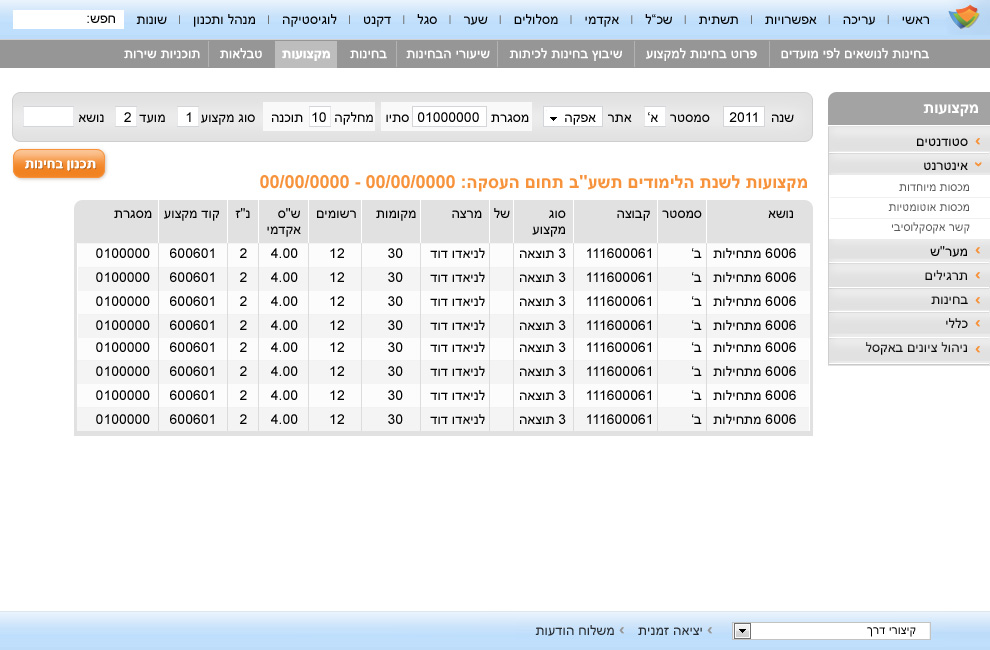 ראשי | עריכה | אפשרויות | תשתית | שכ"ל | אקדמי | מסלולים | שער | סגל | דקנט | לוגיסטיקה | מנהל ותכנון | שונות חפש:
בחינות לנושאים לפי מועדים פרוט בחינות למקצוע שיבוץ בחינות לכיתות שיעורי הבחינות בחינות מקצועות טבלאות תוכניות שירות
מקצועות
סטודנטים
אינטרנט
מכסות מיוחדות
מכסות אוטומטיות
קשר אקסקלוסיבי
מער"ש
תרגילים
בחינות
כללי
ניהול ציונים באקסל
שנה 2011 סמסטר א' אתר אפקה מסגרת 01000000 סתיו מחלקה 10 תוכנה סוג מקצוע 1 מועד 2 נושא
תכנון בחינות
מקצועות לשנת הלימודים תשע"ב תחום העסקה: 00/00/0000 - 00/00/0000
נושא סמסטר קבוצה סוג מקצוע של מרצה מקומות רשומים ש"ס אקדמי נ"ז קוד מקצוע מסגרת
6006 מתחילות ב' 111600061 3 תוצאה לניאדו דוד 30 12 4.00 2 600601 0100000
6006 מתחילות ב' 111600061 3 תוצאה לניאדו דוד 30 12 4.00 2 600601 0100000
6006 מתחילות ב' 111600061 3 תוצאה לניאדו דוד 30 12 4.00 2 600601 0100000
6006 מתחילות ב' 111600061 3 תוצאה לניאדו דוד 30 12 4.00 2 600601 0100000
6006 מתחילות ב' 111600061 3 תוצאה לניאדו דוד 30 12 4.00 2 600601 0100000
6006 מתחילות ב' 111600061 3 תוצאה לניאדו דוד 30 12 4.00 2 600601 0100000
6006 מתחילות ב' 111600061 3 תוצאה לניאדו דוד 30 12 4.00 2 600601 0100000
6006 מתחילות ב' 111600061 3 תוצאה לניאדו דוד 30 12 4.00 2 600601 0100000
קיצורי דרך יציאה זמנית משלוח הודעות